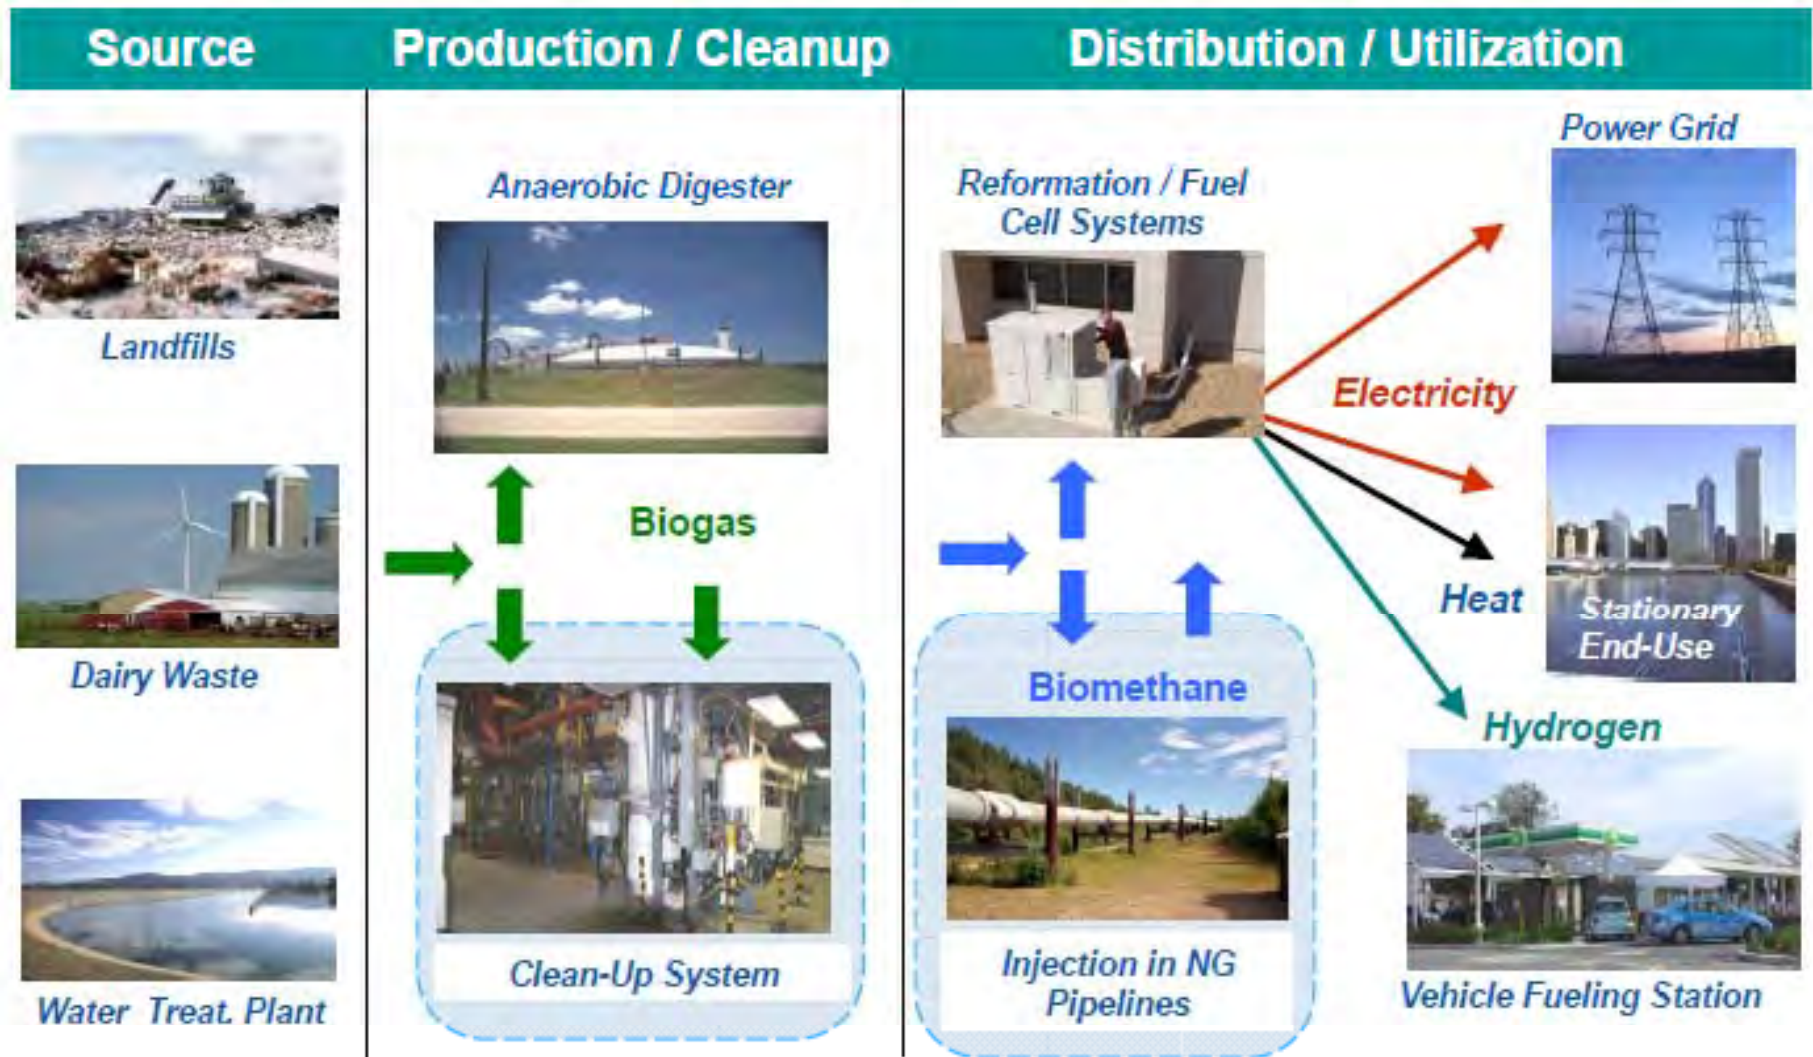 Source
Production / Cleanup
Distribution / Utilization
Landfills
Dairy Waste
Water Treat. Plant
Anaerobic Digester
Biogas
Clean-Up System
Reformation / Fuel
Cell Systems
Biomethane
Injection in NG
Pipelines
Power Grid
Electricity
Heat
Stationary
End-Use
Hydrogen
Vehicle Fueling Station